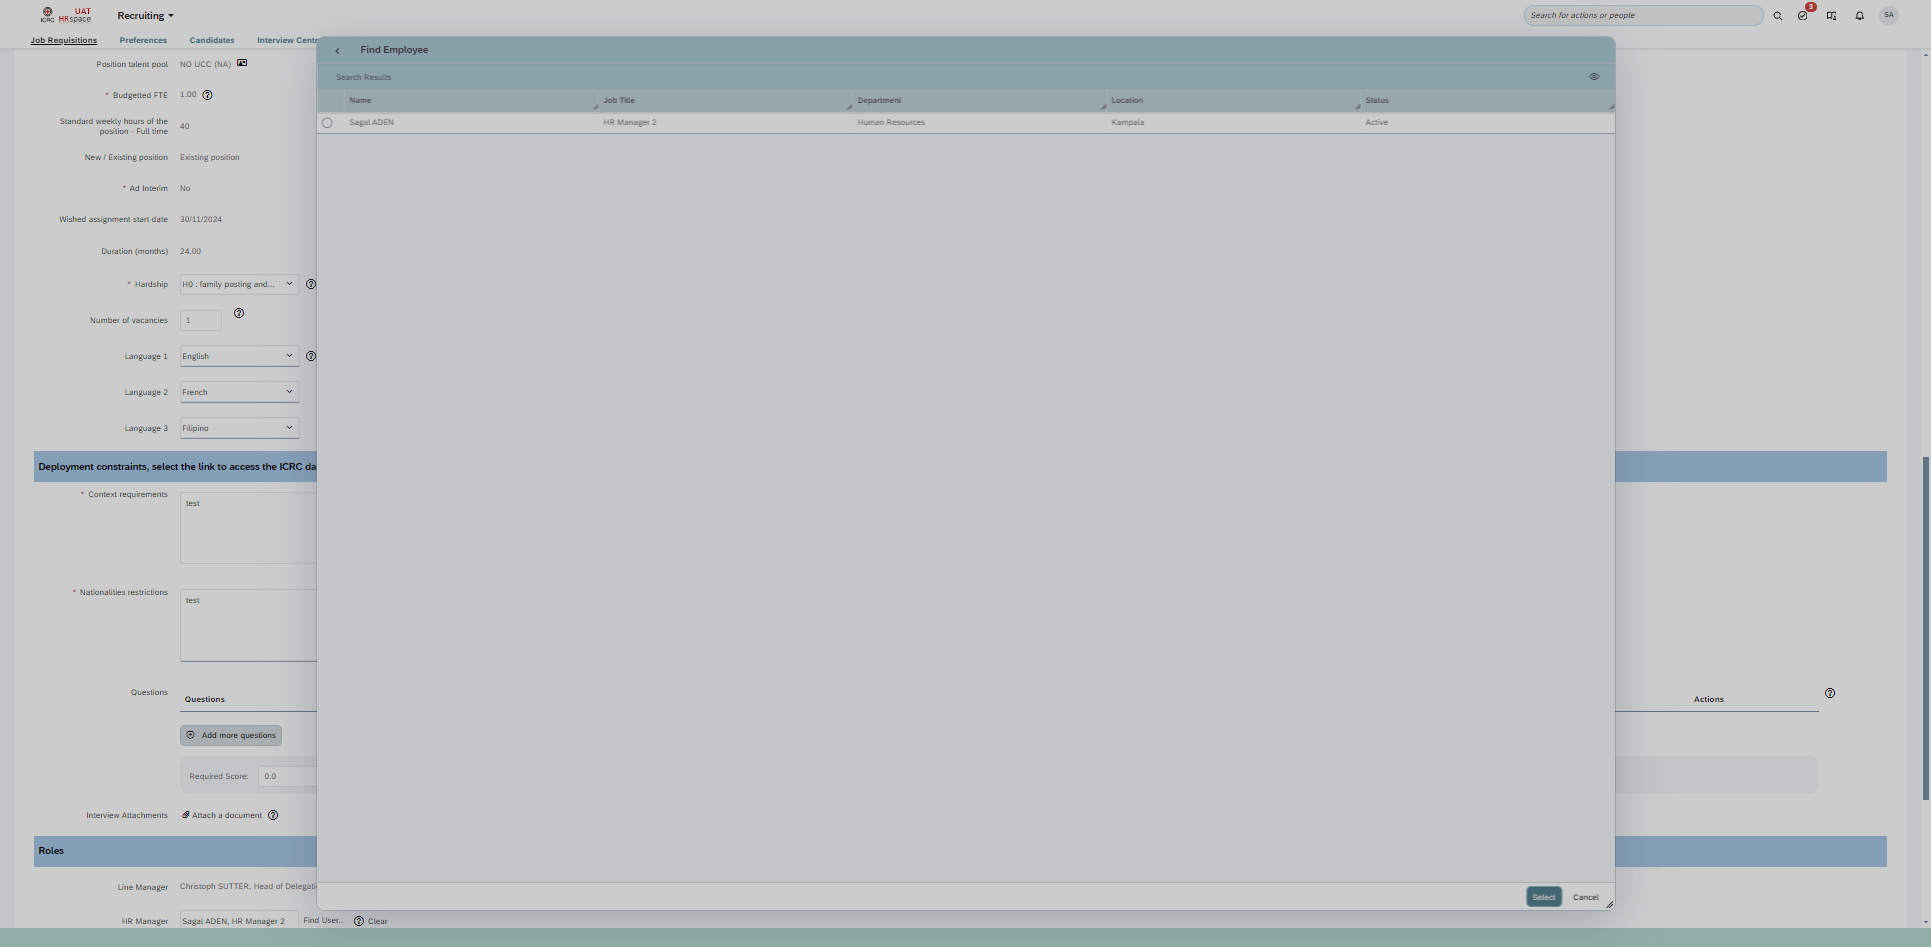 ICRC
UAT
HRspace
Recruiting
Search for actions or people
3
SA
Job Requisitions
Preferences
Candidates
Interview Centr
Find Employee
Search Results
Name
Job Title
Department
Location
Status
Sagal ADEN
HR Manager 2
Human Resources
Kampala
Active
Position talent pool
NO UCC (NA)
* Budgetted FTE
1.00
Standard weekly hours of the
position - Full time
40
New / Existing position
Existing position
* Ad Interim
No
Wished assignment start date
30/11/2024
Duration (months)
24.00
* Hardship
H0 : family posting and...
Number of vacancies
1
Language 1
English
Language 2
French
Language 3
Filipino
Deployment constraints, select the link to access the ICRC da
* Context requirements
test
* Nationalities restrictions
test
Questions
Questions
Actions
Add more questions
Required Score:
0.0
Interview Attachments
Attach a document
Roles
Line Manager
Christoph SUTTER, Head of Delegati
HR Manager
Sagal ADEN, HR Manager 2
Find User..
Clear
Select
Cancel